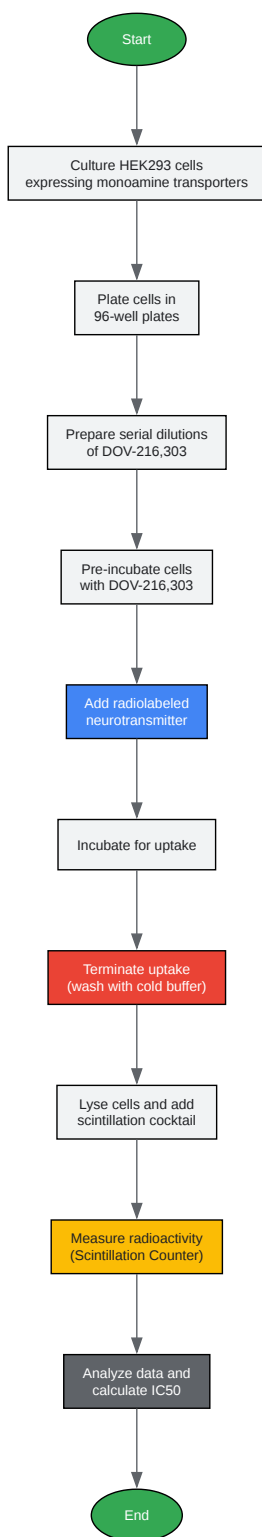 Start
Culture HEK293 cells
expressing monoamine transporters
Plate cells in
96-well plates
Prepare serial dilutions
of DOV-216,303
Pre-incubate cells
with DOV-216,303
Add radiolabeled
neurotransmitter
Incubate for uptake
Terminate uptake
(wash with cold buffer)
Lyse cells and add
scintillation cocktail
Measure radioactivity
(Scintillation Counter)
Analyze data and
calculate IC50
End